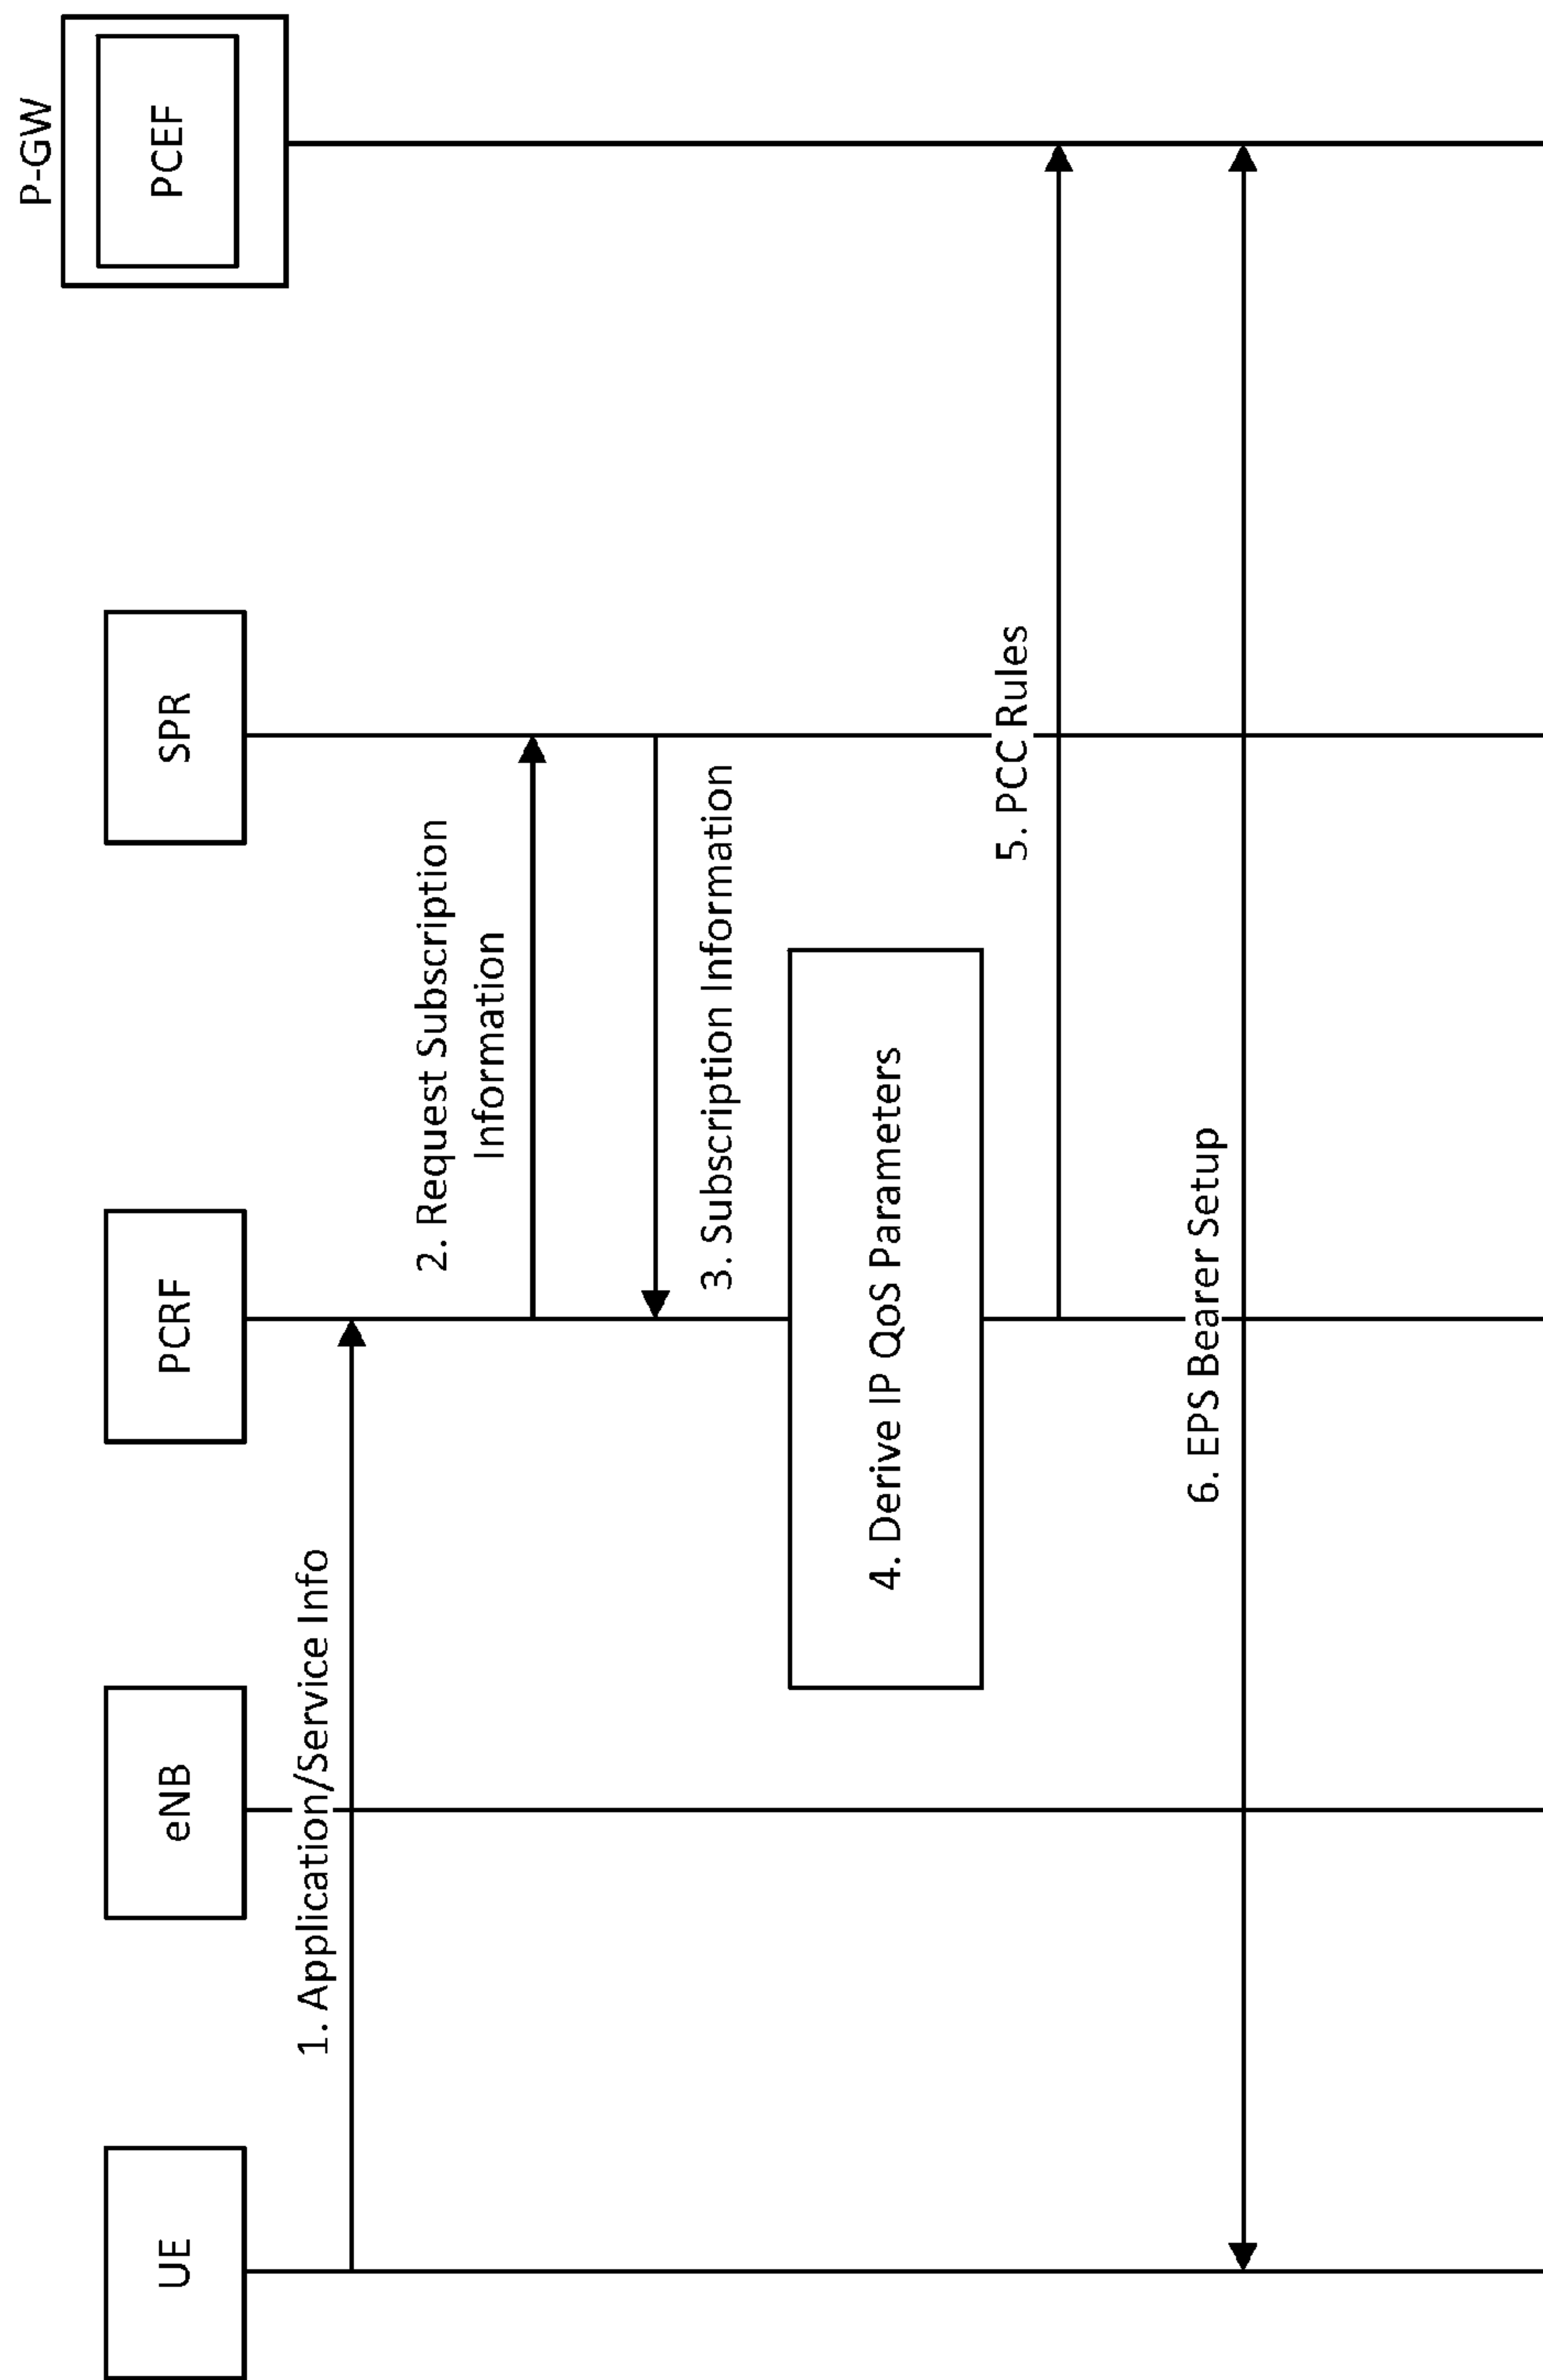 P-GW
UE
eNB
PCRF
SPR
PCEF
1. Application/Service Info
2. Request Subscription
Information
3. Subscription Information
4. Derive IP QoS Parameters
5. PCC Rules
6. EPS Bearer Setup